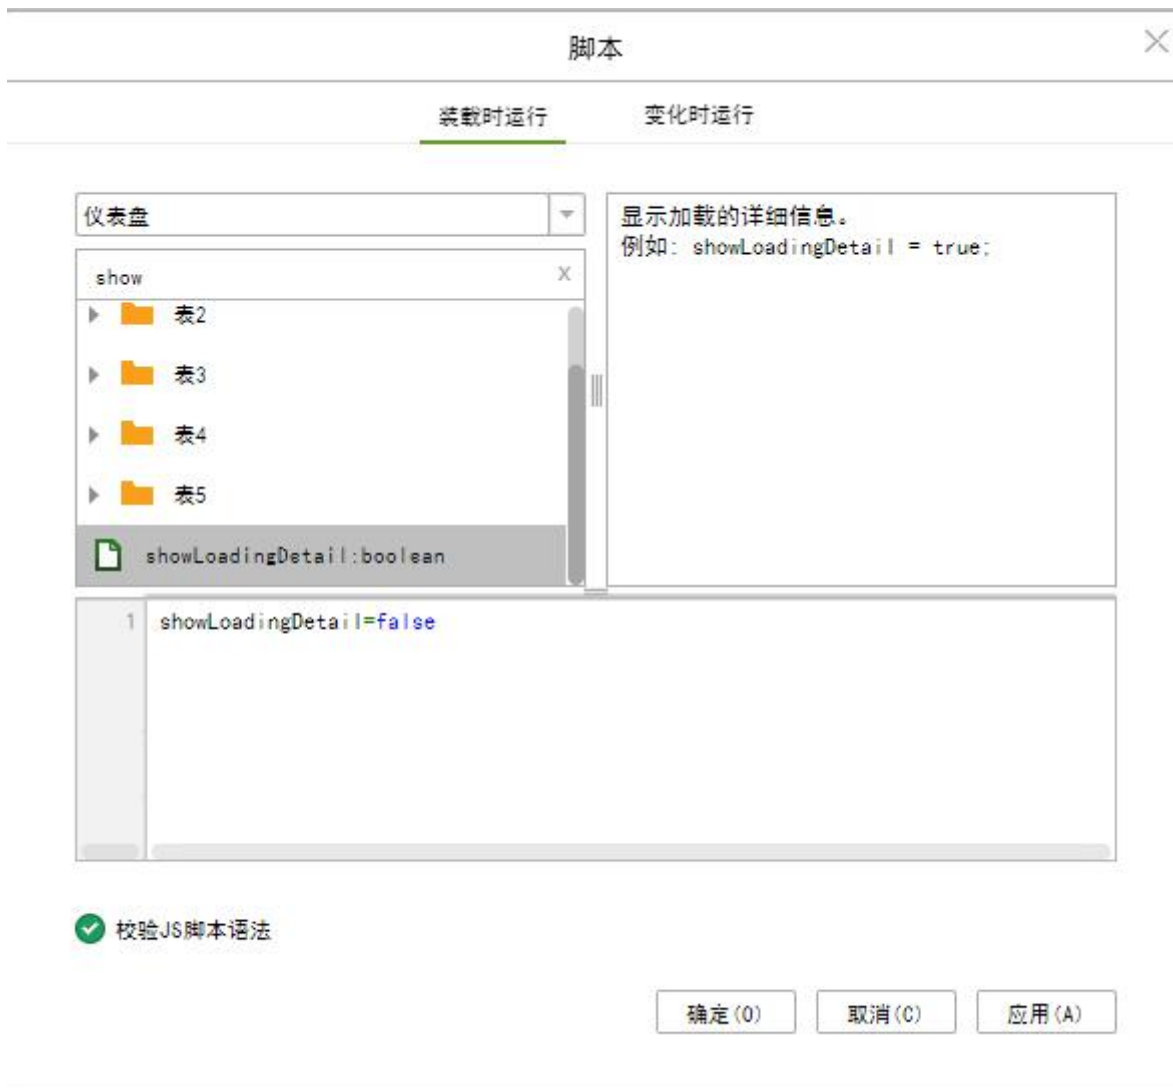 脚本
装载时运行 变化时运行
仪表盘
show x
表2
表3
表4
表5
showLoadingDetail:boolean
显示加载的详细信息。
例如: showLoadingDetail = true;
1 showLoadingDetail=false
校验JS脚本语法
确定(O) 取消(C) 应用(A)